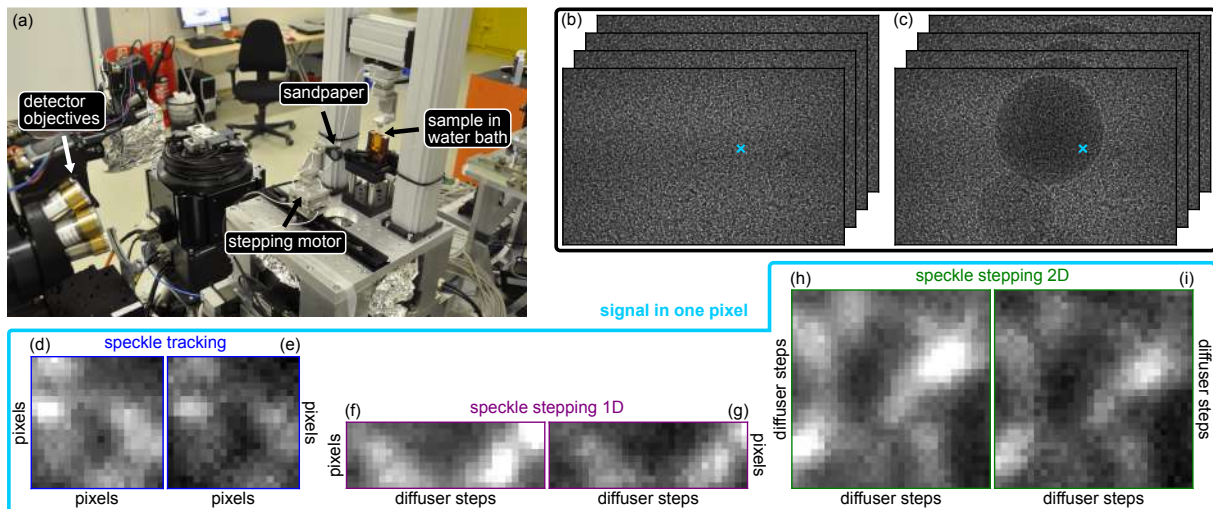 (a)
detector
objectives
sandpaper
sample in
water bath
stepping motor
(b)
(c)
signal in one pixel
speckle stepping 2D
(h)
(i)
diffuser steps
diffuser steps
diffuser steps
diffuser steps
speckle tracking
(d)
(e)
pixels
pixels
pixels
pixels
speckle stepping 1D
(f)
(g)
pixels
diffuser steps
diffuser steps